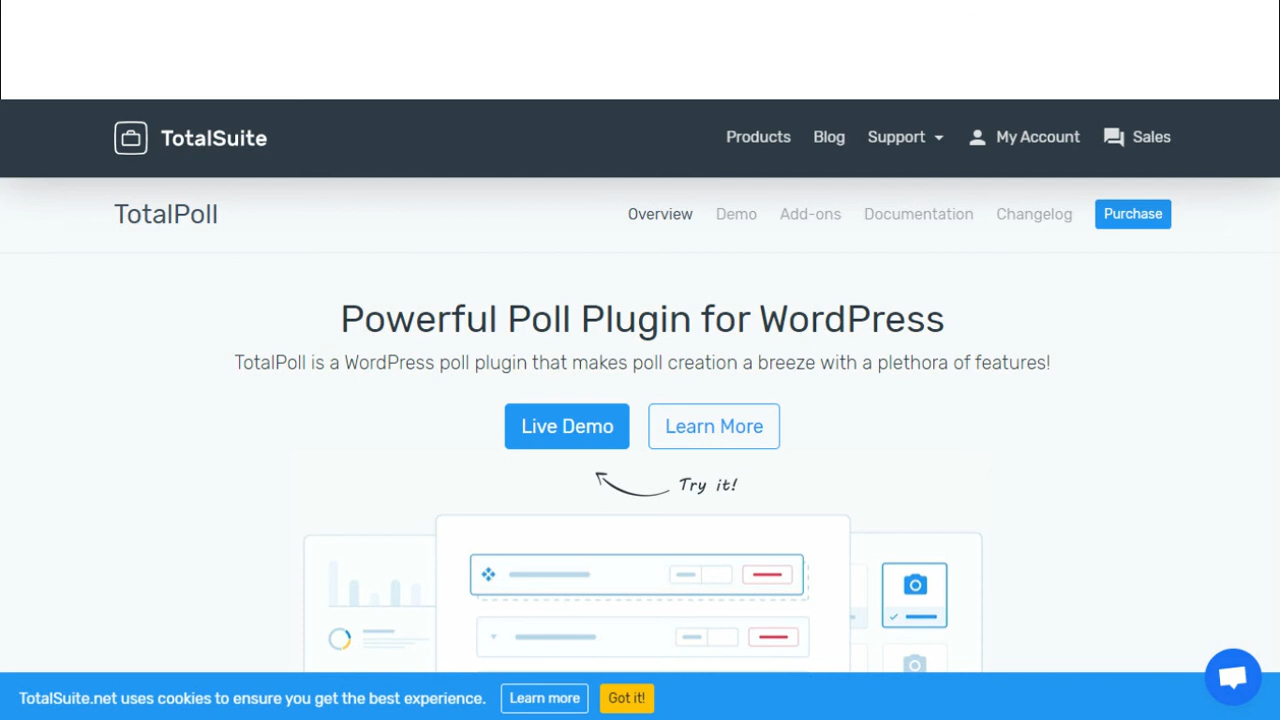 TotalSuite
Products Blog Support My Account Sales
TotalPoll
Overview Demo Add-ons Documentation Changelog Purchase
Powerful Poll Plugin for WordPress
TotalPoll is a WordPress poll plugin that makes poll creation a breeze with a plethora of features!
Live Demo Learn More
Try it!
TotalSuite.net uses cookies to ensure you get the best experience. Learn more Got it!